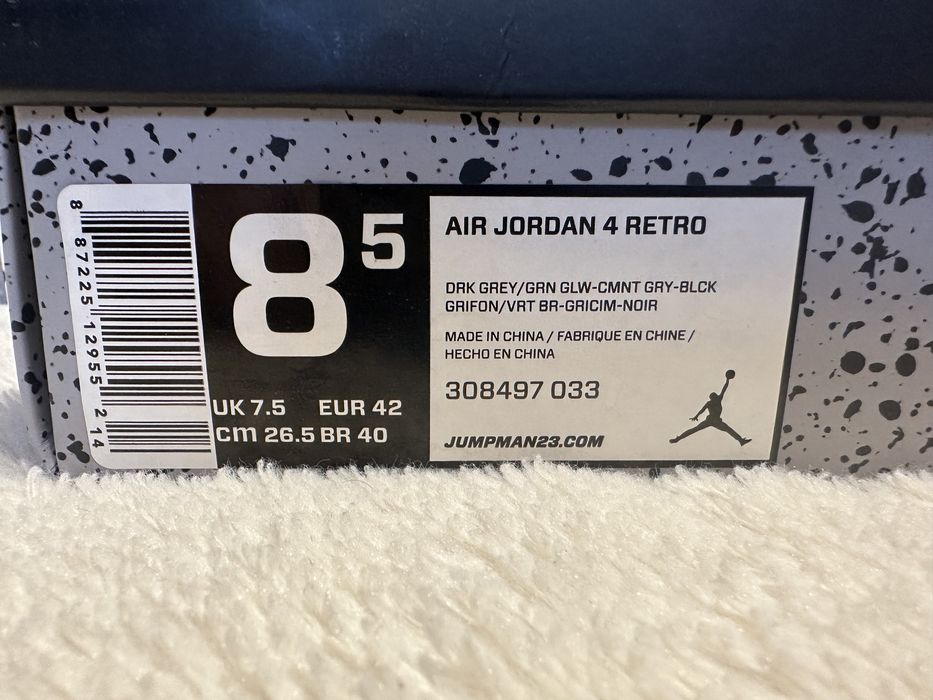 8 87225 12955 2 14
8 5
UK 7.5 EUR 42
cm 26.5 BR 40
AIR JORDAN 4 RETRO
DRK GREY/GRN GLW-CMNT GRY-BLCK
GRIFON/VRT BR-GRICIM-NOIR
MADE IN CHINA / FABRIQUE EN CHINE /
HECHO EN CHINA
308497 033
JUMPMAN23.COM